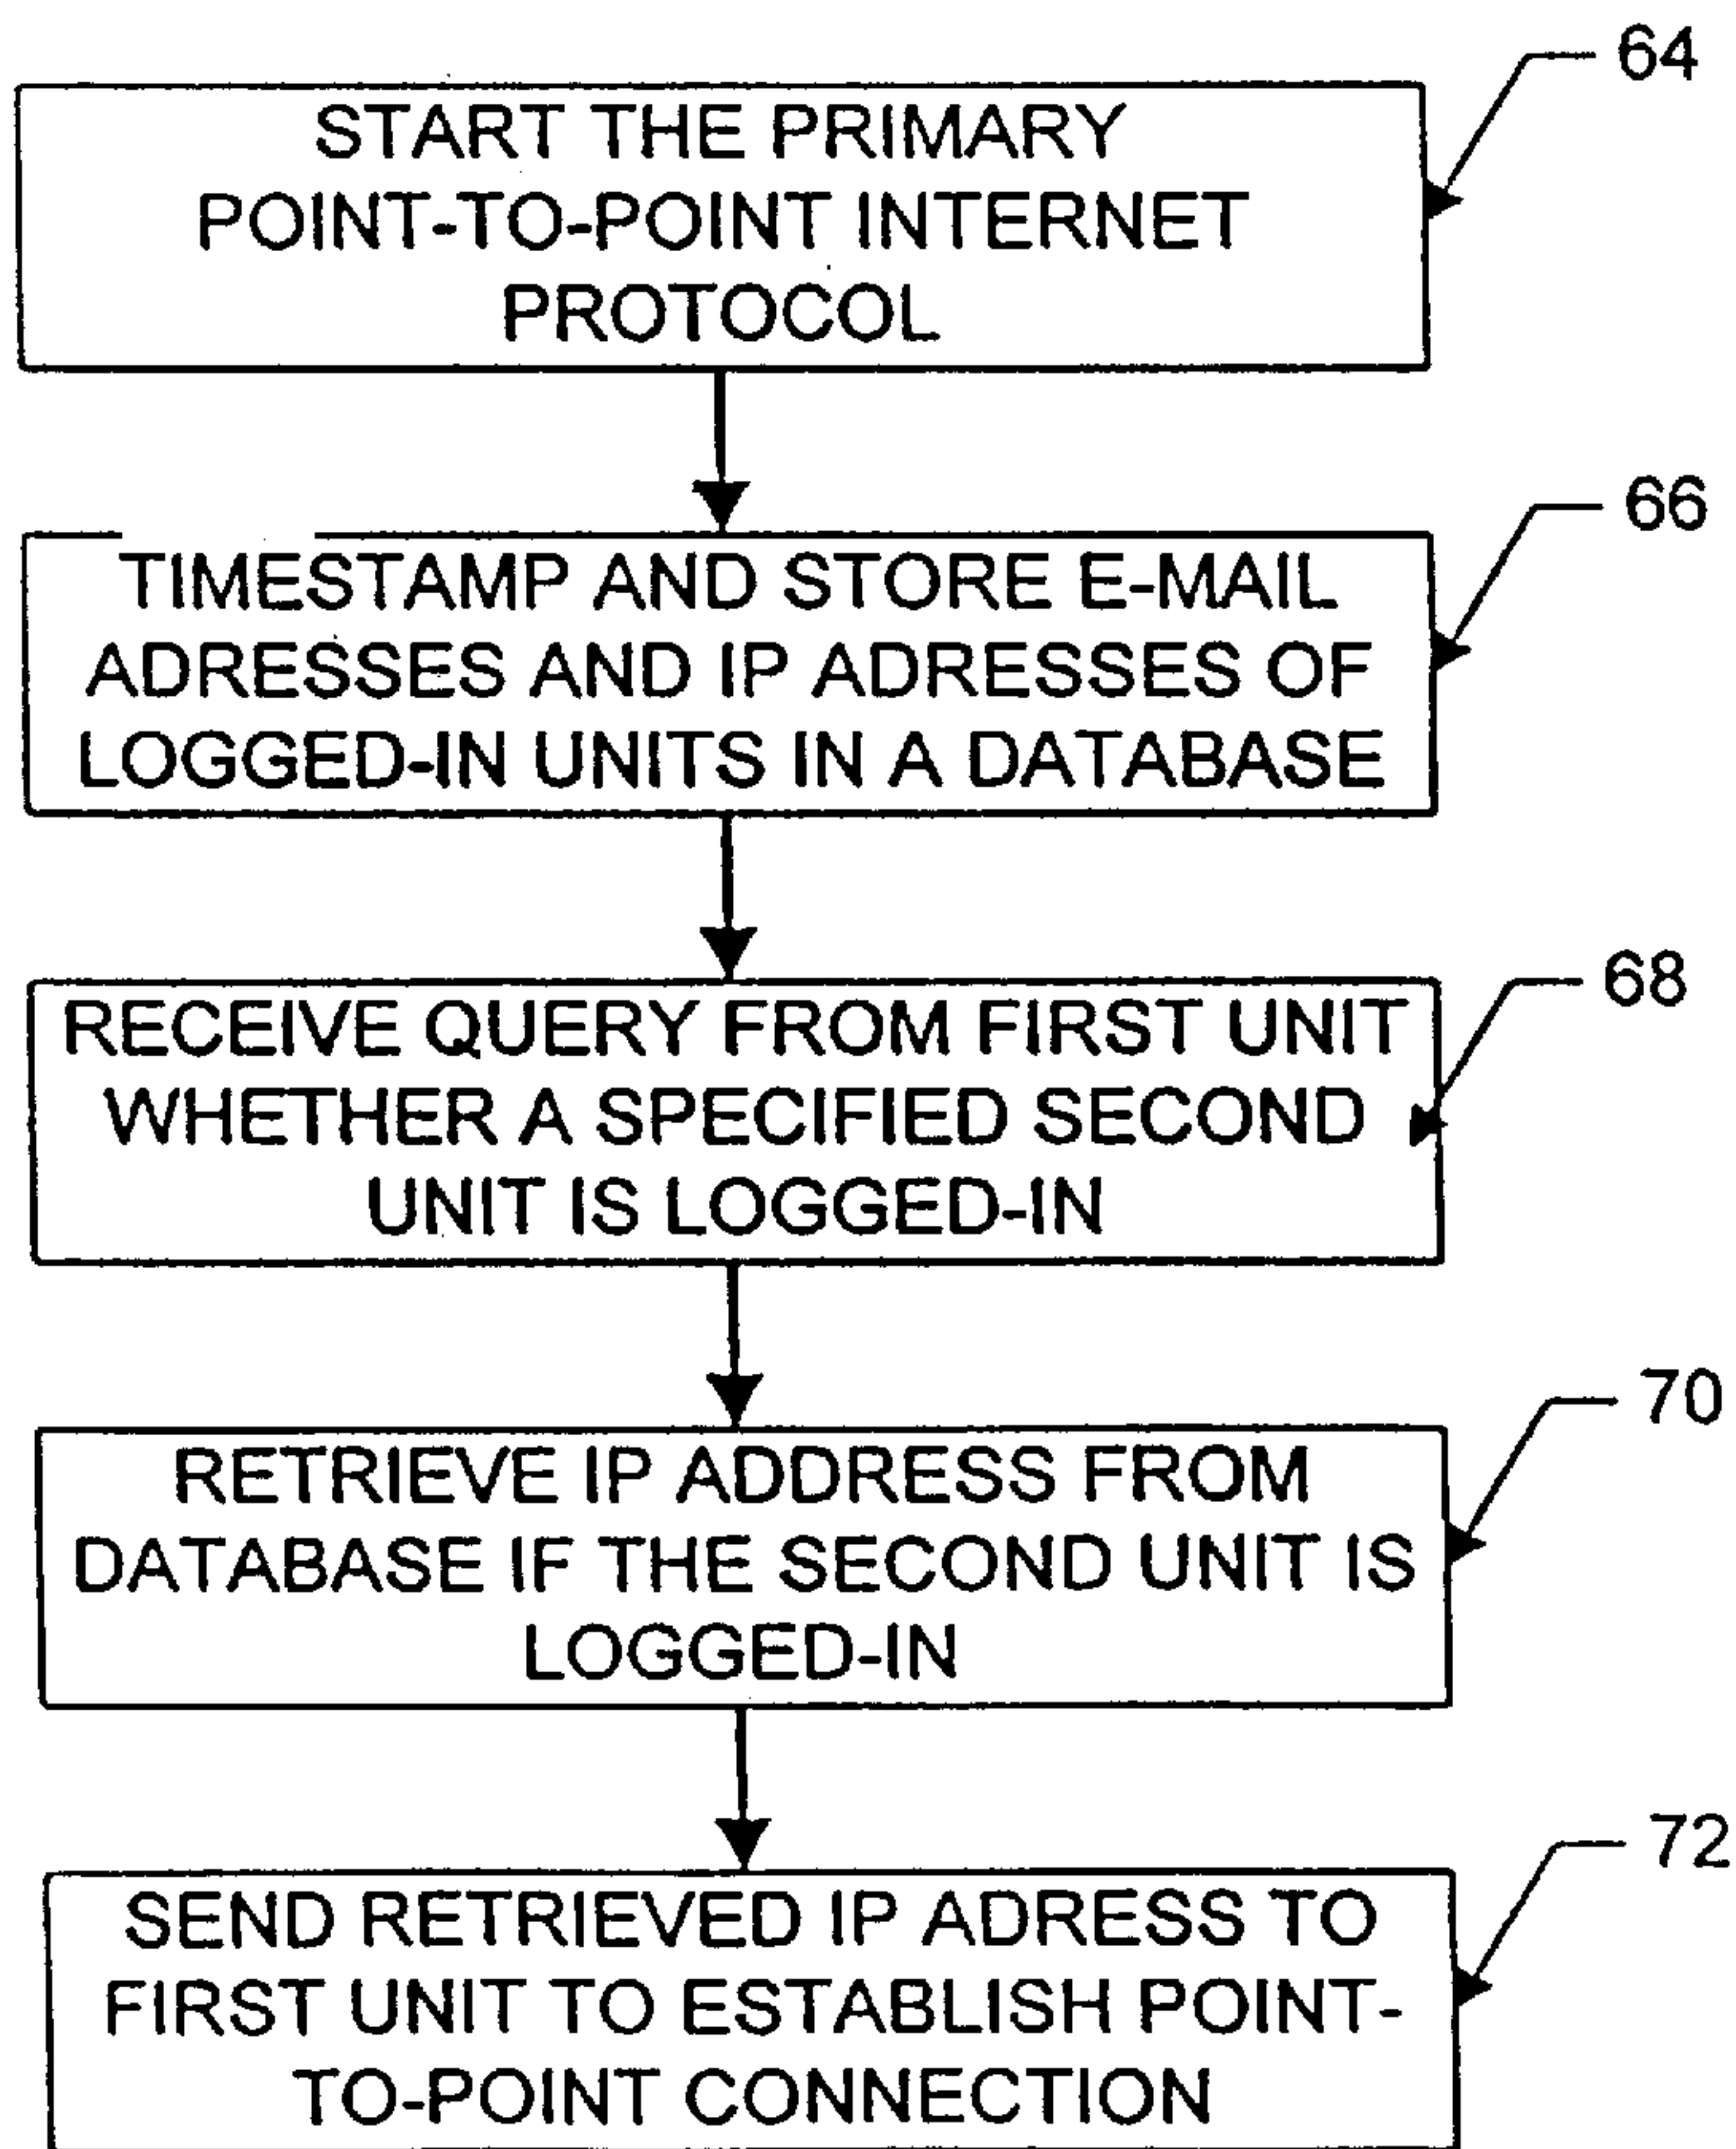 64
START THE PRIMARY
POINT-TO-POINT INTERNET
PROTOCOL
66
TIMESTAMP AND STORE E-MAIL
ADRESSES AND IP ADRESSES OF
LOGGED-IN UNITS IN A DATABASE
68
RECEIVE QUERY FROM FIRST UNIT
WHETHER A SPECIFIED SECOND
UNIT IS LOGGED-IN
70
RETRIEVE IP ADDRESS FROM
DATABASE IF THE SECOND UNIT IS
LOGGED-IN
72
SEND RETRIEVED IP ADRESS TO
FIRST UNIT TO ESTABLISH POINT-
TO-POINT CONNECTION